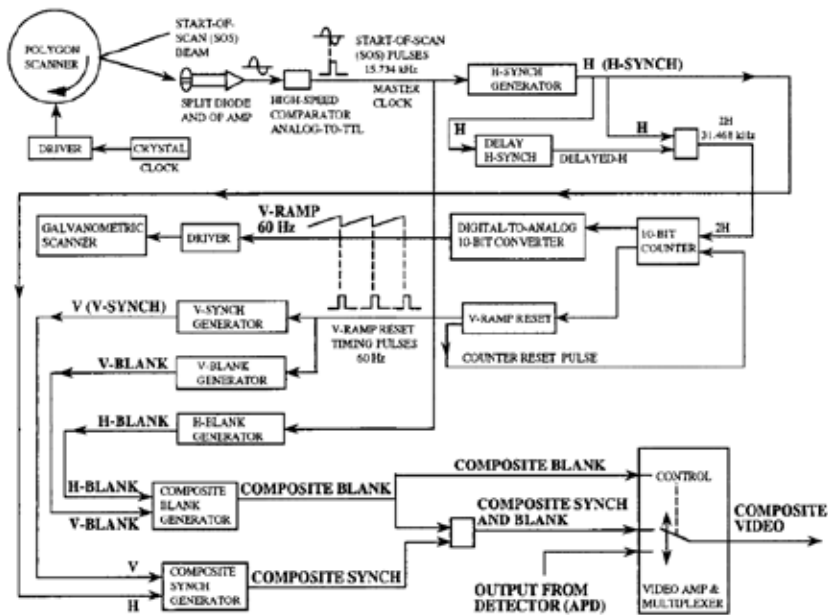 POLYGON
SCANNER
START-OF-
SCAN (SOS)
BEAM
SPLIT DIODE
AND OP AMP
HIGH-SPEED
COMPARATOR
ANALOG-TO-TTL
START-OF-SCAN
(SOS) PULSES
15.734 kHz
MASTER
CLOCK
H-SYNCH
GENERATOR
H (H-SYNCH)
H
DELAY
H-SYNCH
DELAYED-H
H
2H
31.468 kHz
DRIVER
CRYSTAL
CLOCK
GALVANOMETRIC
SCANNER
DRIVER
V-RAMP
60 Hz
DIGITAL-TO-ANALOG
10-BIT CONVERTER
10-BIT
COUNTER
2H
V (V-SYNCH)
V-SYNCH
GENERATOR
V-RAMP RESET
TIMING PULSES
60 Hz
V-RAMP RESET
COUNTER RESET PULSE
V-BLANK
V-BLANK
GENERATOR
H-BLANK
H-BLANK
GENERATOR
H-BLANK
V-BLANK
COMPOSITE
BLANK
GENERATOR
COMPOSITE BLANK
COMPOSITE BLANK
COMPOSITE SYNCH
AND BLANK
CONTROL
COMPOSITE
VIDEO
V
H
COMPOSITE
SYNCH
GENERATOR
COMPOSITE SYNCH
OUTPUT FROM
DETECTOR (APD)
VIDEO AMP &
MULTIPLEXER